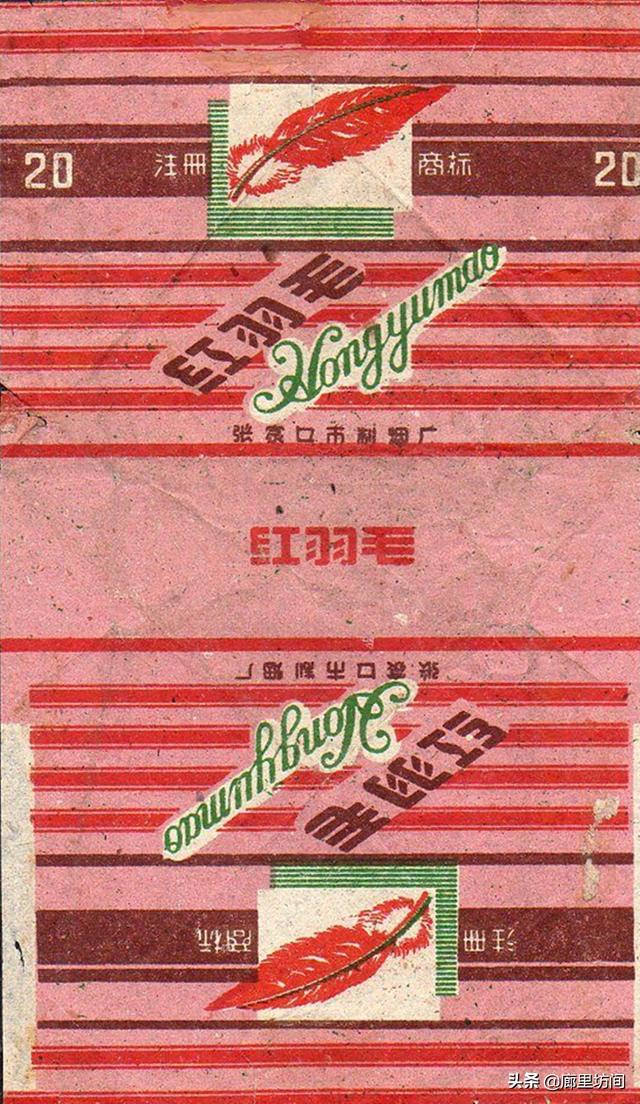 20 注册 商标 20
红羽毛
Hongyumao
张家口市制烟厂
红羽毛
张家口市制烟厂
Hongyumao
红羽毛
注册 商标
头条 @廊里坊间